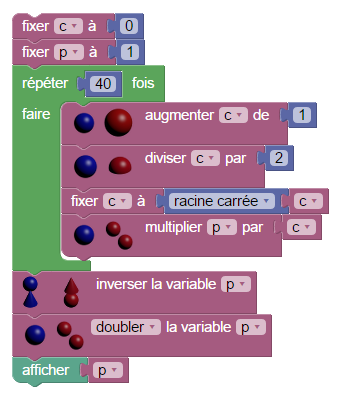 fixer c à 0
fixer p à 1
répéter 40 fois
faire augmenter c de 1
diviser c par 2
fixer c à racine carrée c
multiplier p par c
inverser la variable p
doubler la variable p
afficher p